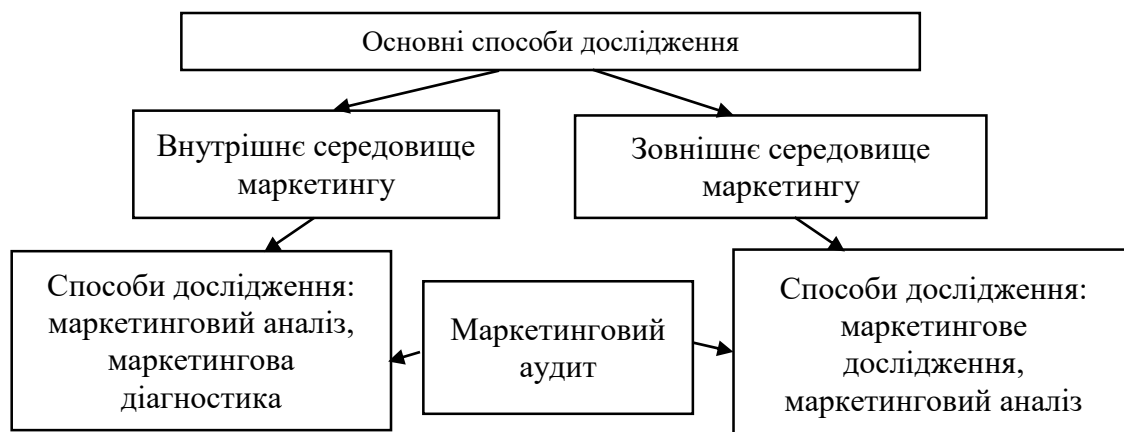 Основні способи дослідження
Внутрішнє середовище
маркетингу
Зовнішнє середовище
маркетингу
Способи дослідження:
маркетинговий аналіз,
маркетингова
діагностика
Маркетинговий
аудит
Способи дослідження:
маркетингове
дослідження,
маркетинговий аналіз